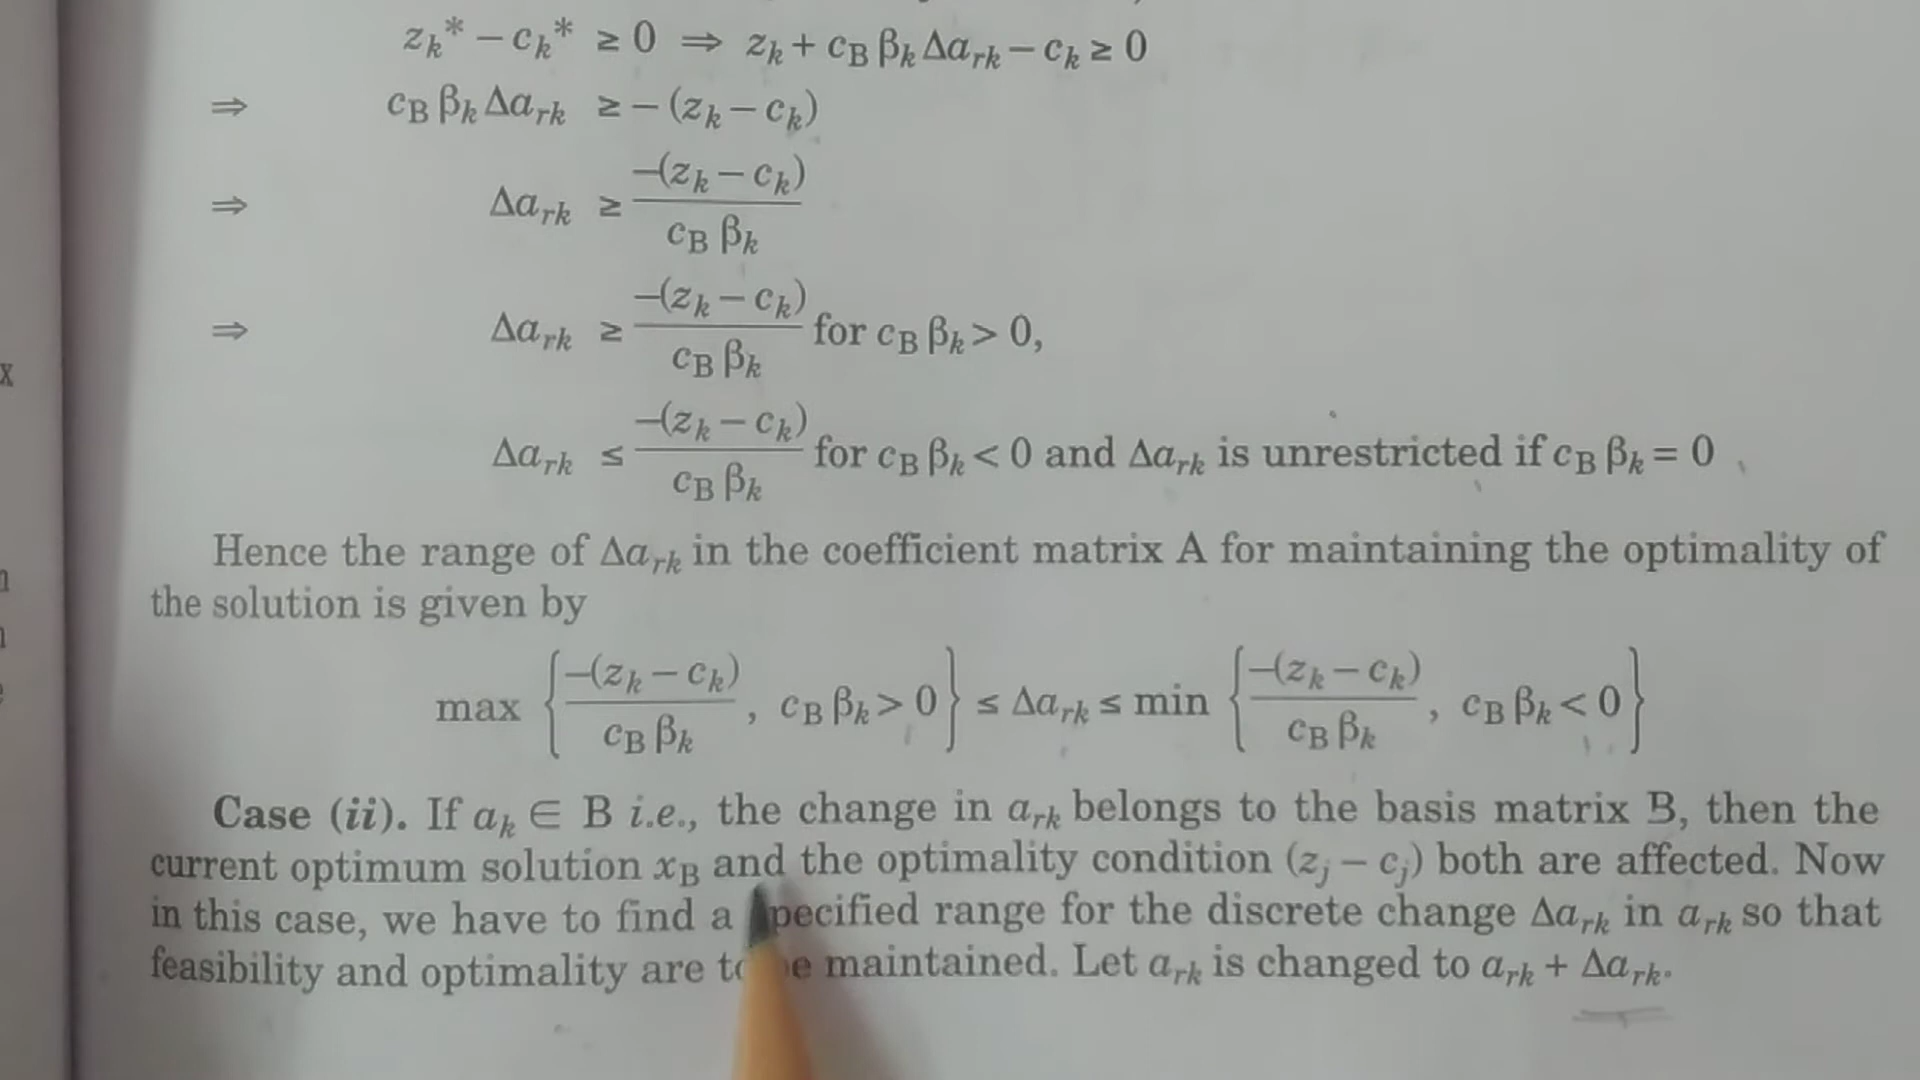 z_k* − c_k* ≥ 0 ⇒ z_k + c_B β_k Δa_rk − c_k ≥ 0
⇒ c_B β_k Δa_rk ≥ − (z_k − c_k)
⇒ Δa_rk ≥ −(z_k − c_k) / c_B β_k
⇒ Δa_rk ≥ −(z_k − c_k) / c_B β_k for c_B β_k > 0,
Δa_rk ≤ −(z_k − c_k) / c_B β_k for c_B β_k < 0 and Δa_rk is unrestricted if c_B β_k = 0
Hence the range of Δa_rk in the coefficient matrix A for maintaining the optimality of
the solution is given by
max { −(z_k − c_k) / c_B β_k , c_B β_k > 0 } ≤ Δa_rk ≤ min { −(z_k − c_k) / c_B β_k , c_B β_k < 0 }
Case (ii). If a_k ∈ B i.e., the change in a_rk belongs to the basis matrix B, then the
current optimum solution x_B and the optimality condition (z_j − c_j) both are affected. Now
in this case, we have to find a specified range for the discrete change Δa_rk in a_rk so that
feasibility and optimality are to be maintained. Let a_rk is changed to a_rk + Δa_rk.